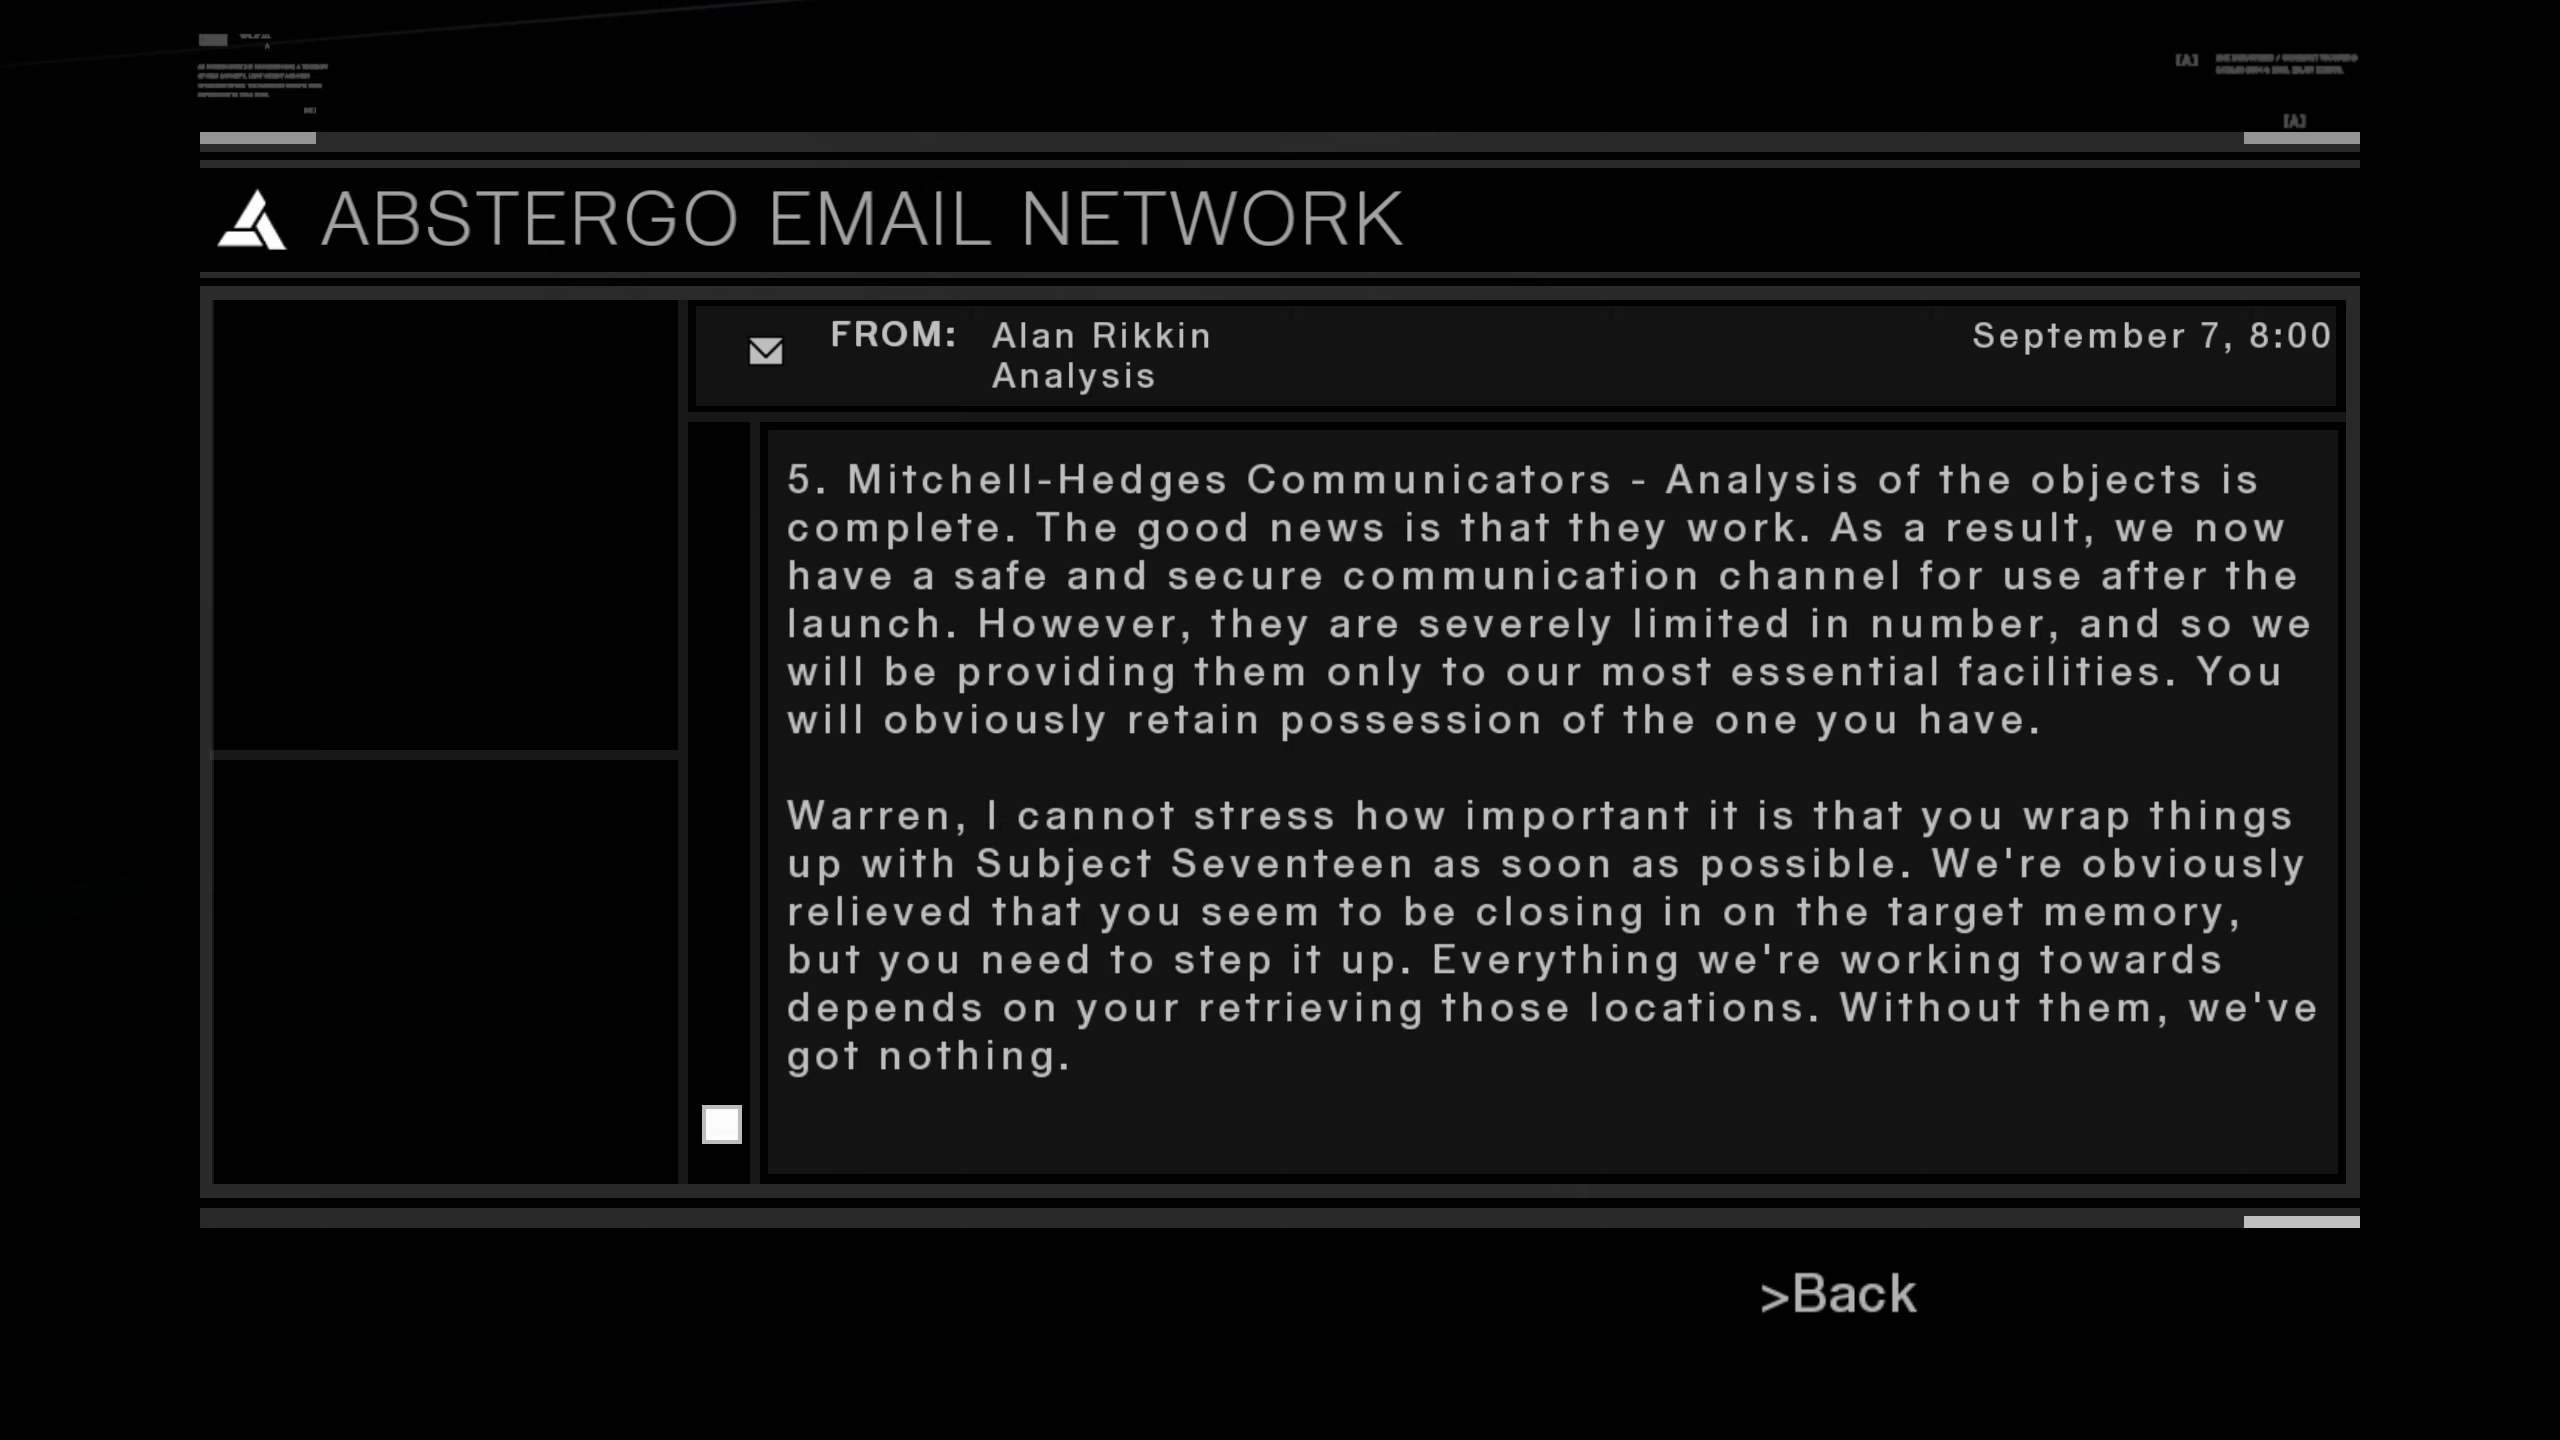 [A]
[A]
ABSTERGO EMAIL NETWORK
FROM: Alan Rikkin September 7, 8:00
Analysis
5. Mitchell-Hedges Communicators - Analysis of the objects is
complete. The good news is that they work. As a result, we now
have a safe and secure communication channel for use after the
launch. However, they are severely limited in number, and so we
will be providing them only to our most essential facilities. You
will obviously retain possession of the one you have.
Warren, I cannot stress how important it is that you wrap things
up with Subject Seventeen as soon as possible. We're obviously
relieved that you seem to be closing in on the target memory,
but you need to step it up. Everything we're working towards
depends on your retrieving those locations. Without them, we've
got nothing.
>Back